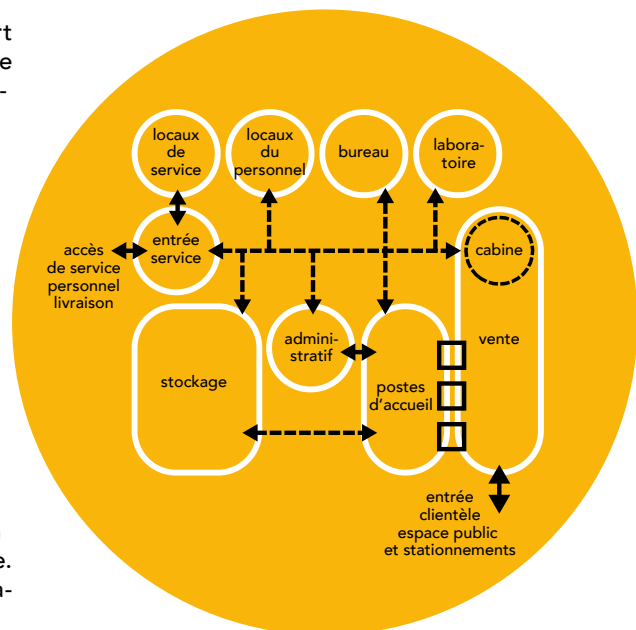 rt
e
-
locaux
de
service
locaux
du
personnel
bureau
labora-
toire
accès
de service
personnel
livraison
entrée
service
cabine
stockage
admini-
stratif
postes
d'accueil
vente
entrée
clientèle
espace public
et stationnements
e.
a-